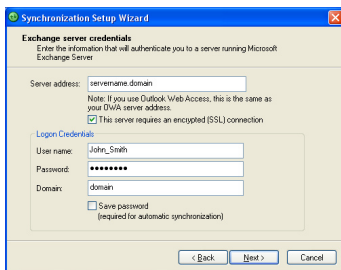 Synchronization Setup Wizard
Exchange server credentials
Enter the information that will authenticate you to a server running Microsoft
Exchange Server
Server address: servername.domain
Note: If you use Outlook Web Access, this is the same as
your OWA server address.
This server requires an encrypted (SSL) connection
Logon Credentials
User name: John_Smith
Password: ••••••••
Domain: domain
Save password
(required for automatic synchronization)
< Back Next > Cancel